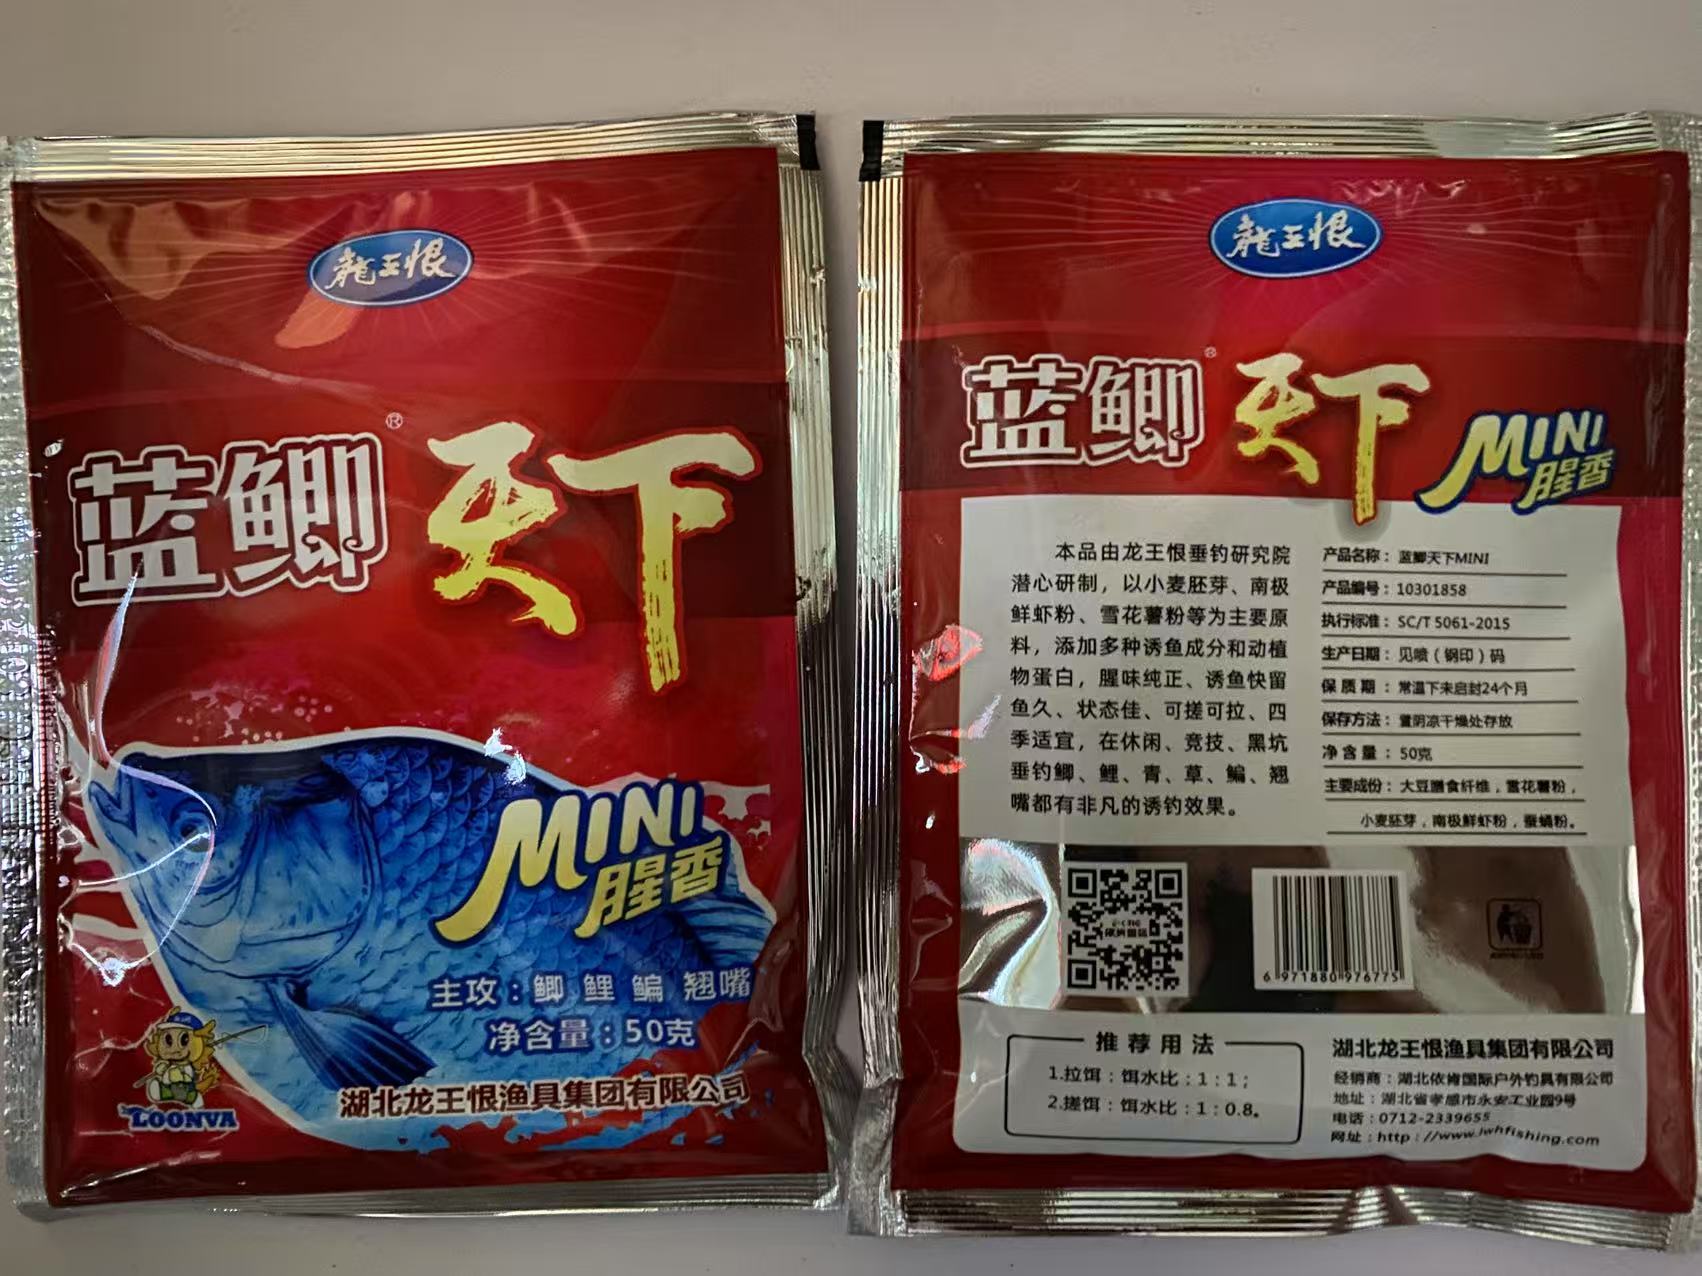 龍王恨
蓝鲫®天下
MINI
腥香
主攻：鲫 鲤 鳊 翘嘴
净含量：50克
湖北龙王恨渔具集团有限公司
LOONVA
龍王恨
蓝鲫®天下
MINI
腥香
本品由龙王恨垂钓研究院
潜心研制，以小麦胚芽、南极
鲜虾粉、雪花薯粉等为主要原
料，添加多种诱鱼成分和动植
物蛋白，腥味纯正、诱鱼快留
鱼久、状态佳、可搓可拉、四
季适宜，在休闲、竞技、黑坑
垂钓鲫、鲤、青、草、鳊、翘
嘴都有非凡的诱钓效果。
产品名称：蓝鲫天下MINI
产品编号：10301858
执行标准：SC/T 5061-2015
生产日期：见喷（钢印）码
保质期：常温下未启封24个月
保存方法：置阴凉干燥处存放
净含量：50克
主要成份：大豆膳食纤维，雪花薯粉，
小麦胚芽，南极鲜虾粉，蚕蛹粉。
6 971880 976775
推荐用法
1.拉饵：饵水比：1：1；
2.搓饵：饵水比：1：0.8。
湖北龙王恨渔具集团有限公司
经销商：湖北依肯国际户外钓具有限公司
地址：湖北省孝感市永安工业园9号
电话：0712-2339655
网址：http：//www.lwhfishing.com